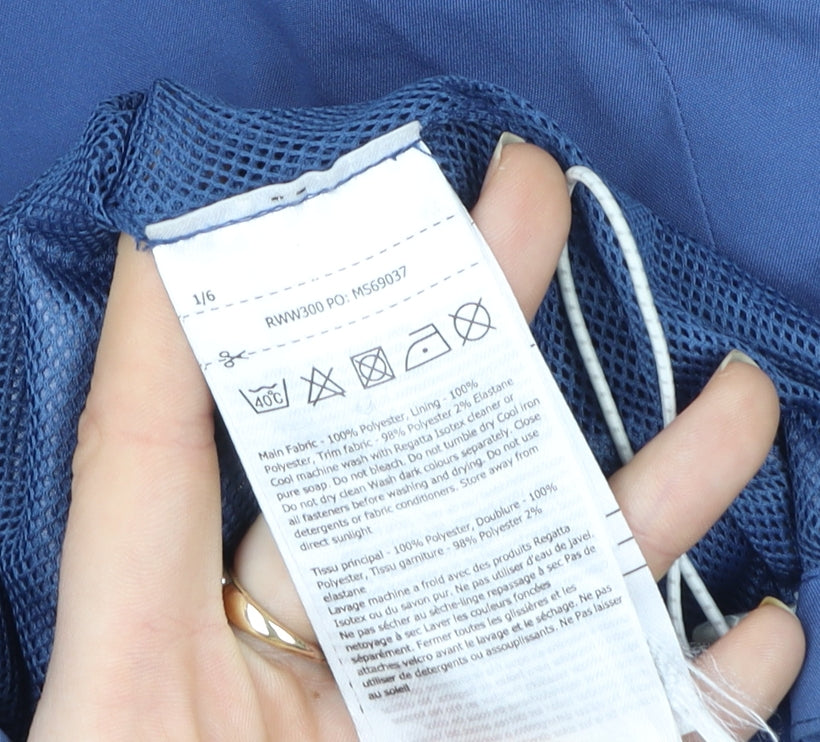 1/6
RWW300 PO: M569037
40°C
Main Fabric - 100% Polyester, Lining - 100%
Polyester, Trim fabric - 98% Polyester 2% Elastane
Cool machine wash with Regatta Isotex cleaner or
pure soap. Do not bleach. Do not tumble dry Cool iron
Do not dry clean Wash dark colours separately. Close
all fasteners before washing and drying. Do not use
detergents or fabric conditioners. Store away from
direct sunlight
Tissu principal - 100% Polyester, Doublure - 100%
Polyester, Tissu garniture - 98% Polyester 2%
elastane
Lavage machine a froid avec des produits Regatta
Isotex ou du savon pur. Ne pas utiliser d'eau de javel.
Ne pas sécher au sèche-linge repassage à sec Pas de
netoyage à sec Laver les couleurs foncées
séparément. Fermer toutes les glissières et les
attaches velcro avant le lavage et le séchage. Ne pas
utiliser de detergents ou assouplissants. Ne Pas laisser
au soleil